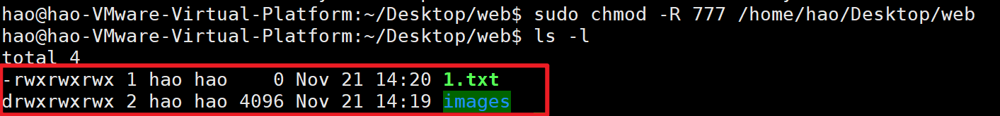 hao@hao-VMware-Virtual-Platform:~/Desktop/web$ sudo chmod -R 777 /home/hao/Desktop/web
hao@hao-VMware-Virtual-Platform:~/Desktop/web$ ls -l
total 4
-rwxrwxrwx 1 hao hao    0 Nov 21 14:20 1.txt
drwxrwxrwx 2 hao hao 4096 Nov 21 14:19 images